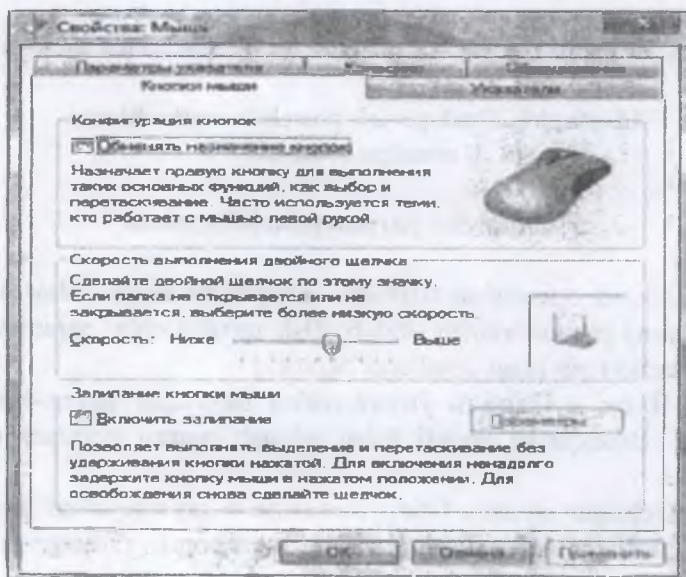 Свойства: Мышь
Параметры указателя Колесико Оборудование
Кнопки мыши Указатели
Конфигурация кнопок
Обменять назначение кнопок
Назначает правую кнопку для выполнения
таких основных функций, как выбор и
перетаскивание. Часто используется теми,
кто работает с мышью левой рукой.
Скорость выполнения двойного щелчка
Сделайте двойной щелчок по этому значку.
Если папка не открывается или не
закрывается, выберите более низкую скорость.
Скорость: Ниже Выше
Залипание кнопки мыши
Включить залипание Параметры
Позволяет выполнять выделение и перетаскивание без
удерживания кнопки нажатой. Для включения ненадолго
задержите кнопку мыши в нажатом положении. Для
освобождения снова сделайте щелчок.
ОК Отмена Применить